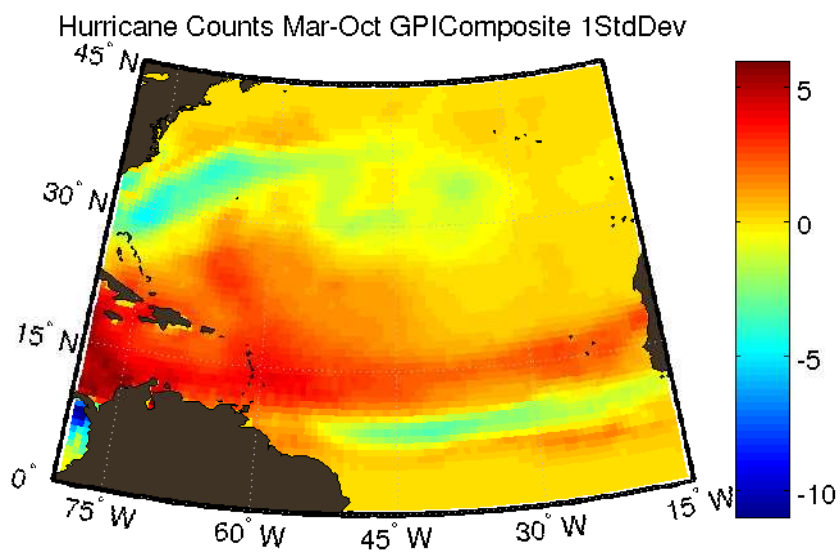 Hurricane Counts Mar-Oct GPIComposite 1StdDev
45° N
30° N
15° N
0°
75° W
60° W
45° W
30° W
15° W
5
0
-5
-10